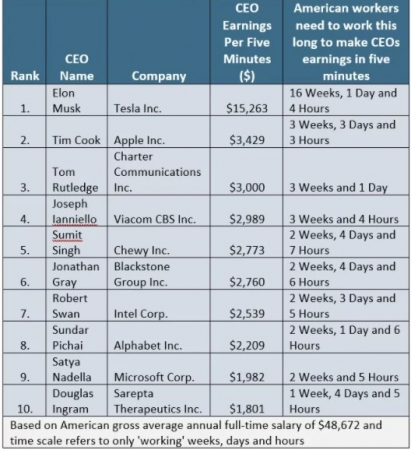 Rank CEO Name Company CEO Earnings Per Five Minutes ($) American workers need to work this long to make CEOs earnings in five minutes
1. Elon Musk Tesla Inc. $15,263 16 Weeks, 1 Day and 4 Hours
2. Tim Cook Apple Inc. $3,429 3 Weeks, 3 Days and 3 Hours
3. Tom Rutledge Charter Communications Inc. $3,000 3 Weeks and 1 Day
4. Joseph Ianniello Viacom CBS Inc. $2,989 3 Weeks and 4 Hours
5. Sumit Singh Chewy Inc. $2,773 2 Weeks, 4 Days and 7 Hours
6. Jonathan Gray Blackstone Group Inc. $2,760 2 Weeks, 4 Days and 6 Hours
7. Robert Swan Intel Corp. $2,539 2 Weeks, 3 Days and 5 Hours
8. Sundar Pichai Alphabet Inc. $2,209 2 Weeks, 1 Day and 6 Hours
9. Satya Nadella Microsoft Corp. $1,982 2 Weeks and 5 Hours
10. Douglas Ingram Sarepta Therapeutics Inc. $1,801 1 Week, 4 Days and 5 Hours
Based on American gross average annual full-time salary of $48,672 and
time scale refers to only 'working' weeks, days and hours